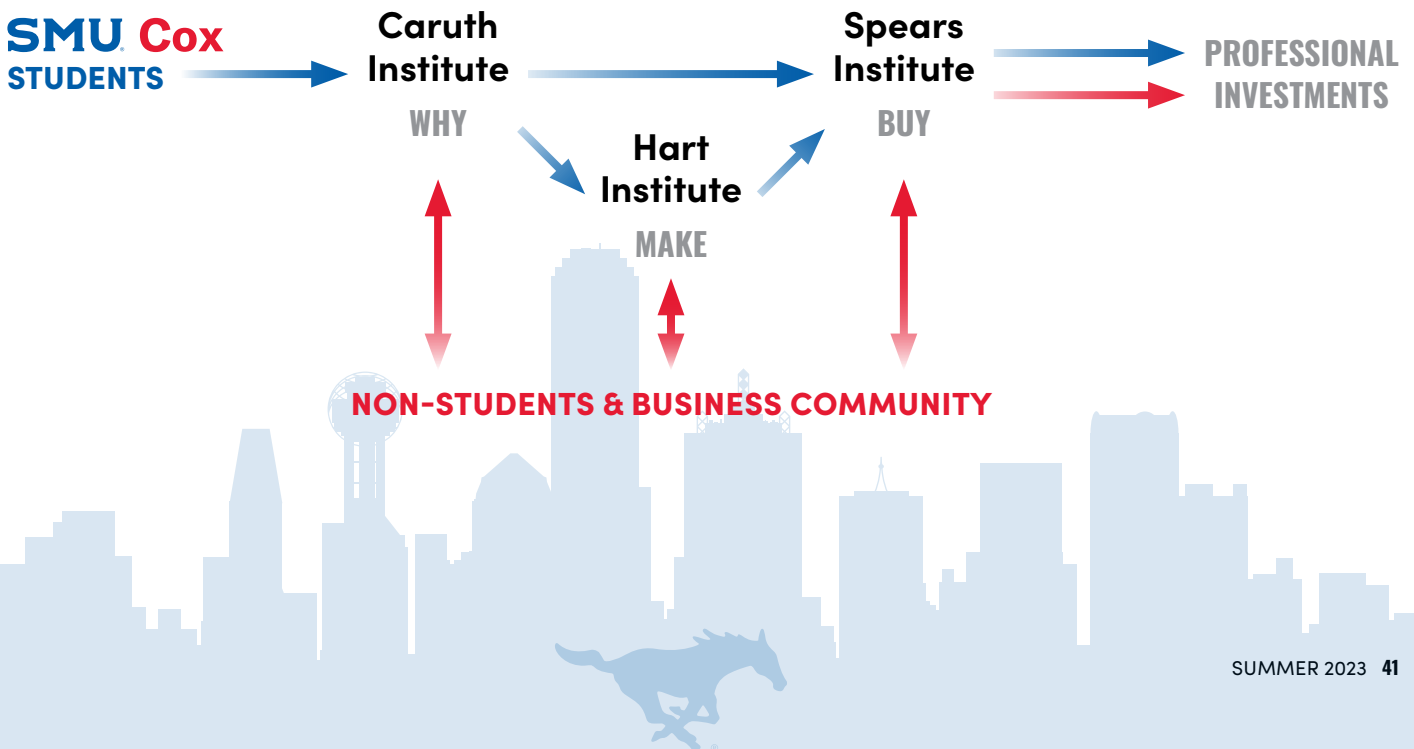 SMU Cox
STUDENTS
Caruth
Institute
WHY
Hart
Institute
MAKE
Spears
Institute
BUY
PROFESSIONAL
INVESTMENTS
NON-STUDENTS & BUSINESS COMMUNITY
SUMMER 2023 41
®